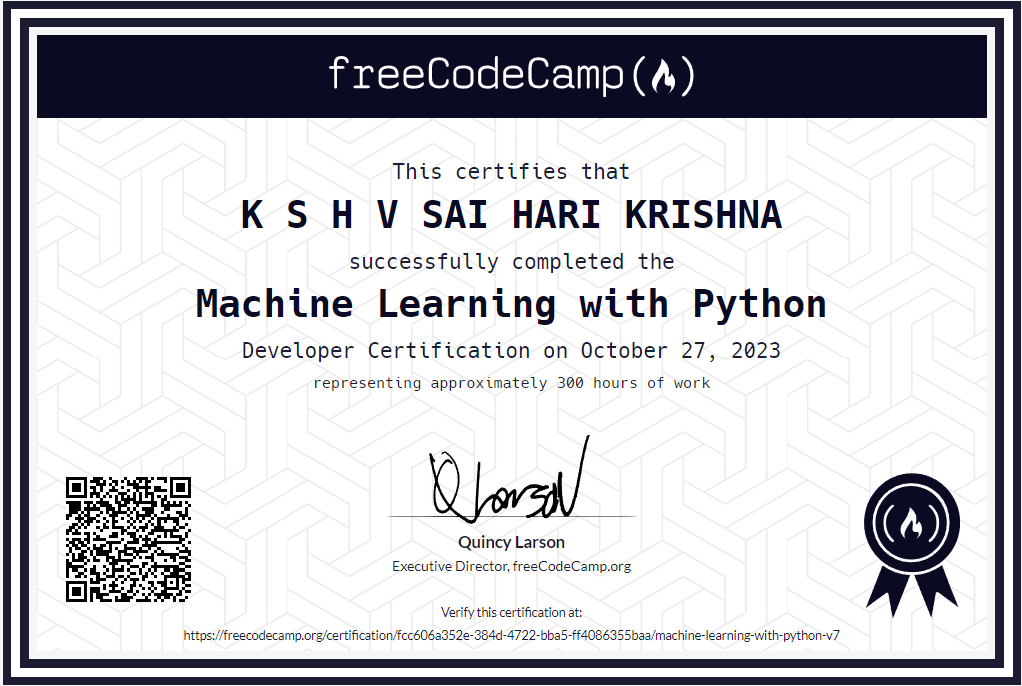 freeCodeCamp(🔥)
This certifies that
K S H V SAI HARI KRISHNA
successfully completed the
Machine Learning with Python
Developer Certification on October 27, 2023
representing approximately 300 hours of work
Q Larson
Quincy Larson
Executive Director, freeCodeCamp.org
Verify this certification at:
https://freecodecamp.org/certification/fcc606a352e-384d-4722-bba5-ff4086355baa/machine-learning-with-python-v7